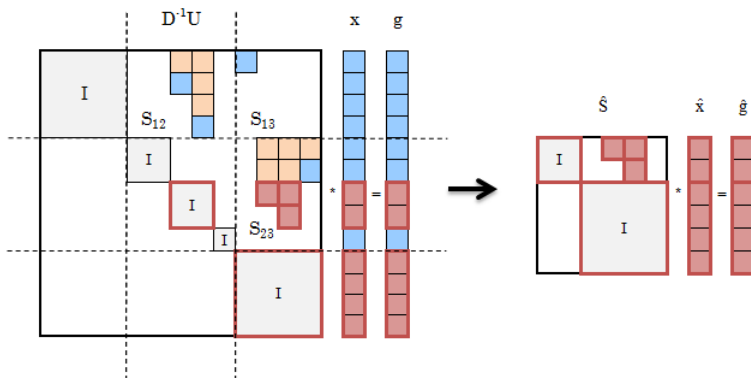 D⁻¹U x g
I
S₁₂ S₁₃
I
I * =
S₂₃
I
I
Ŝ x̂ ĝ
I
* =
I